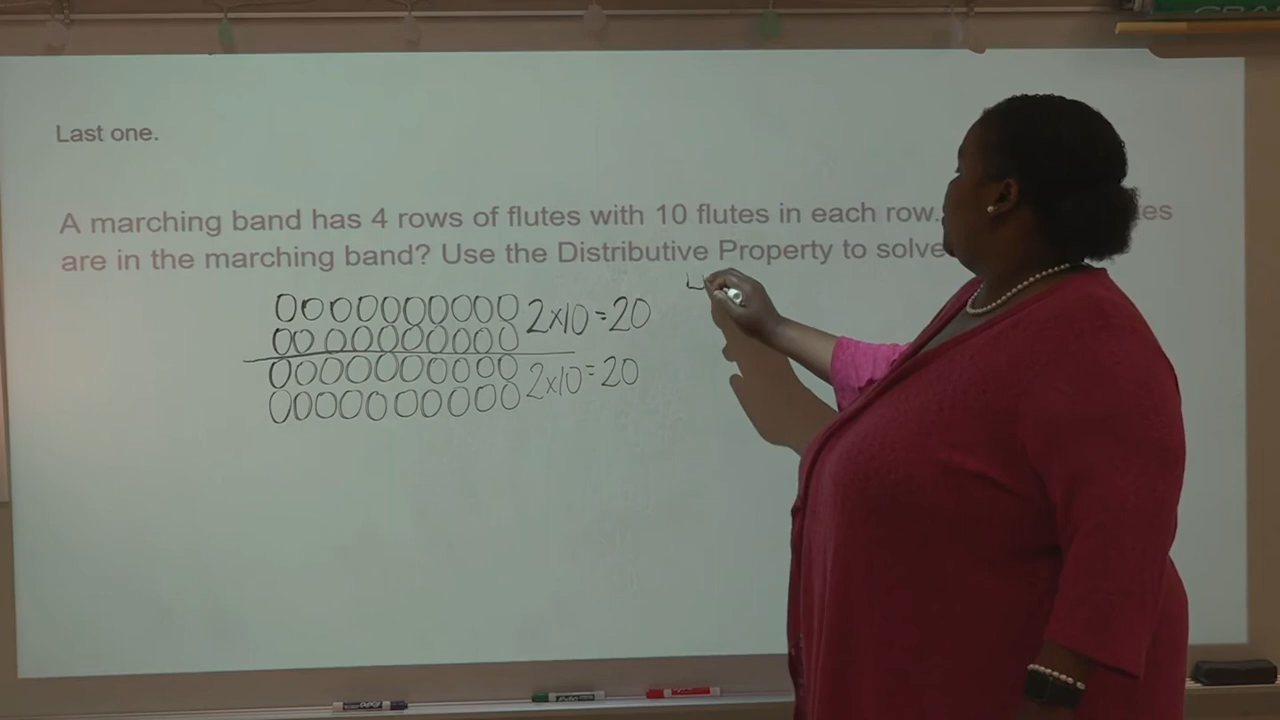 Last one.
A marching band has 4 rows of flutes with 10 flutes in each row.
are in the marching band? Use the Distributive Property to solve
0000000000 2x10=20
0000000000
0000000000 2x10=20
0000000000